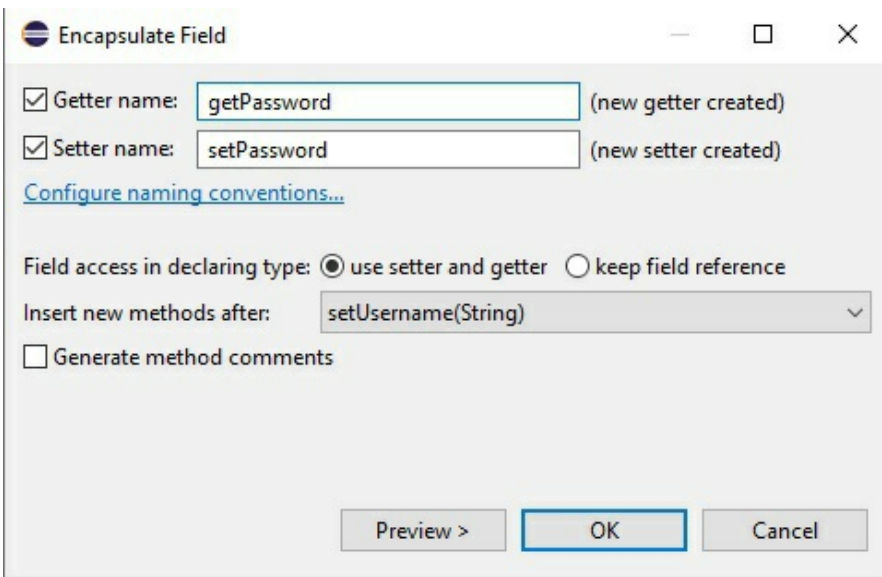 Encapsulate Field
Getter name: getPassword (new getter created)
Setter name: setPassword (new setter created)
Configure naming conventions...
Field access in declaring type: use setter and getter keep field reference
Insert new methods after: setUsername(String)
Generate method comments
Preview > OK Cancel